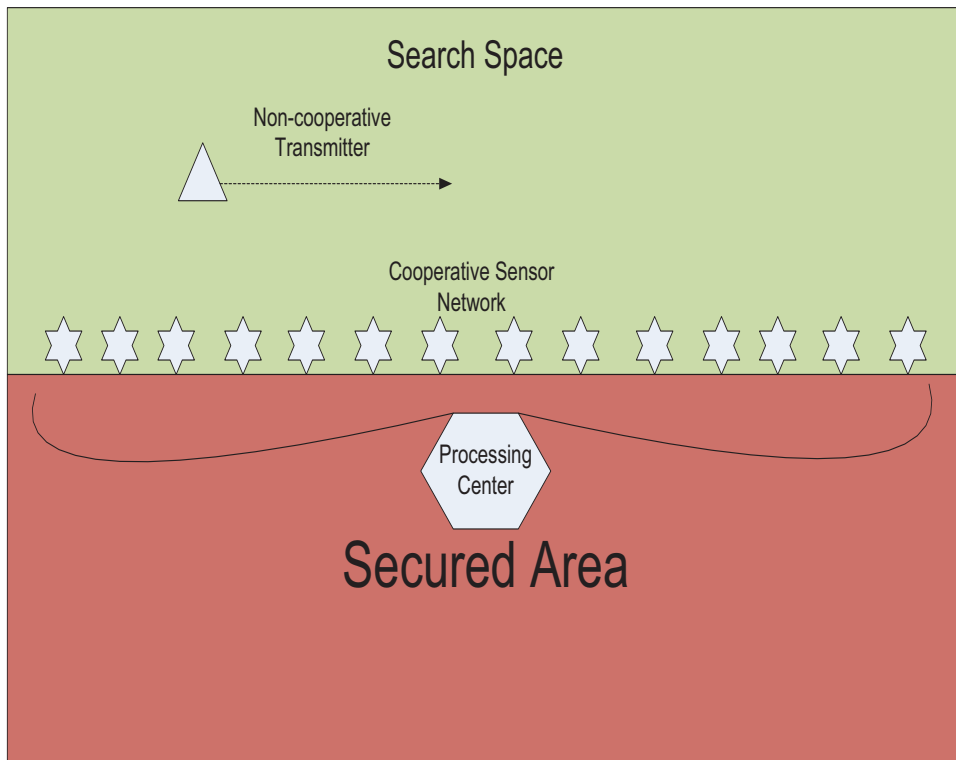 Search Space
Non-cooperative
Transmitter
Cooperative Sensor
Network
Processing
Center
Secured Area